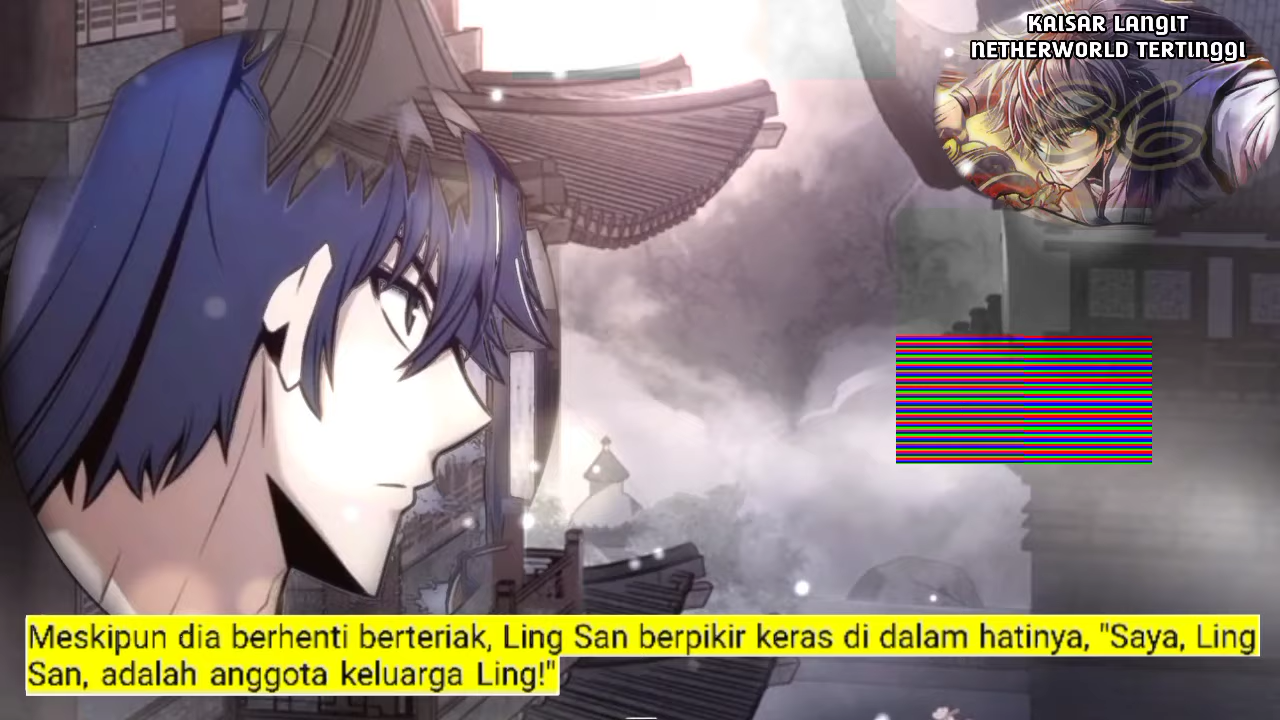 KAISAR LANGIT
NETHERWORLD TERTINGGI
36
Meskipun dia berhenti berteriak, Ling San berpikir keras di dalam hatinya, "Saya, Ling
San, adalah anggota keluarga Ling!"